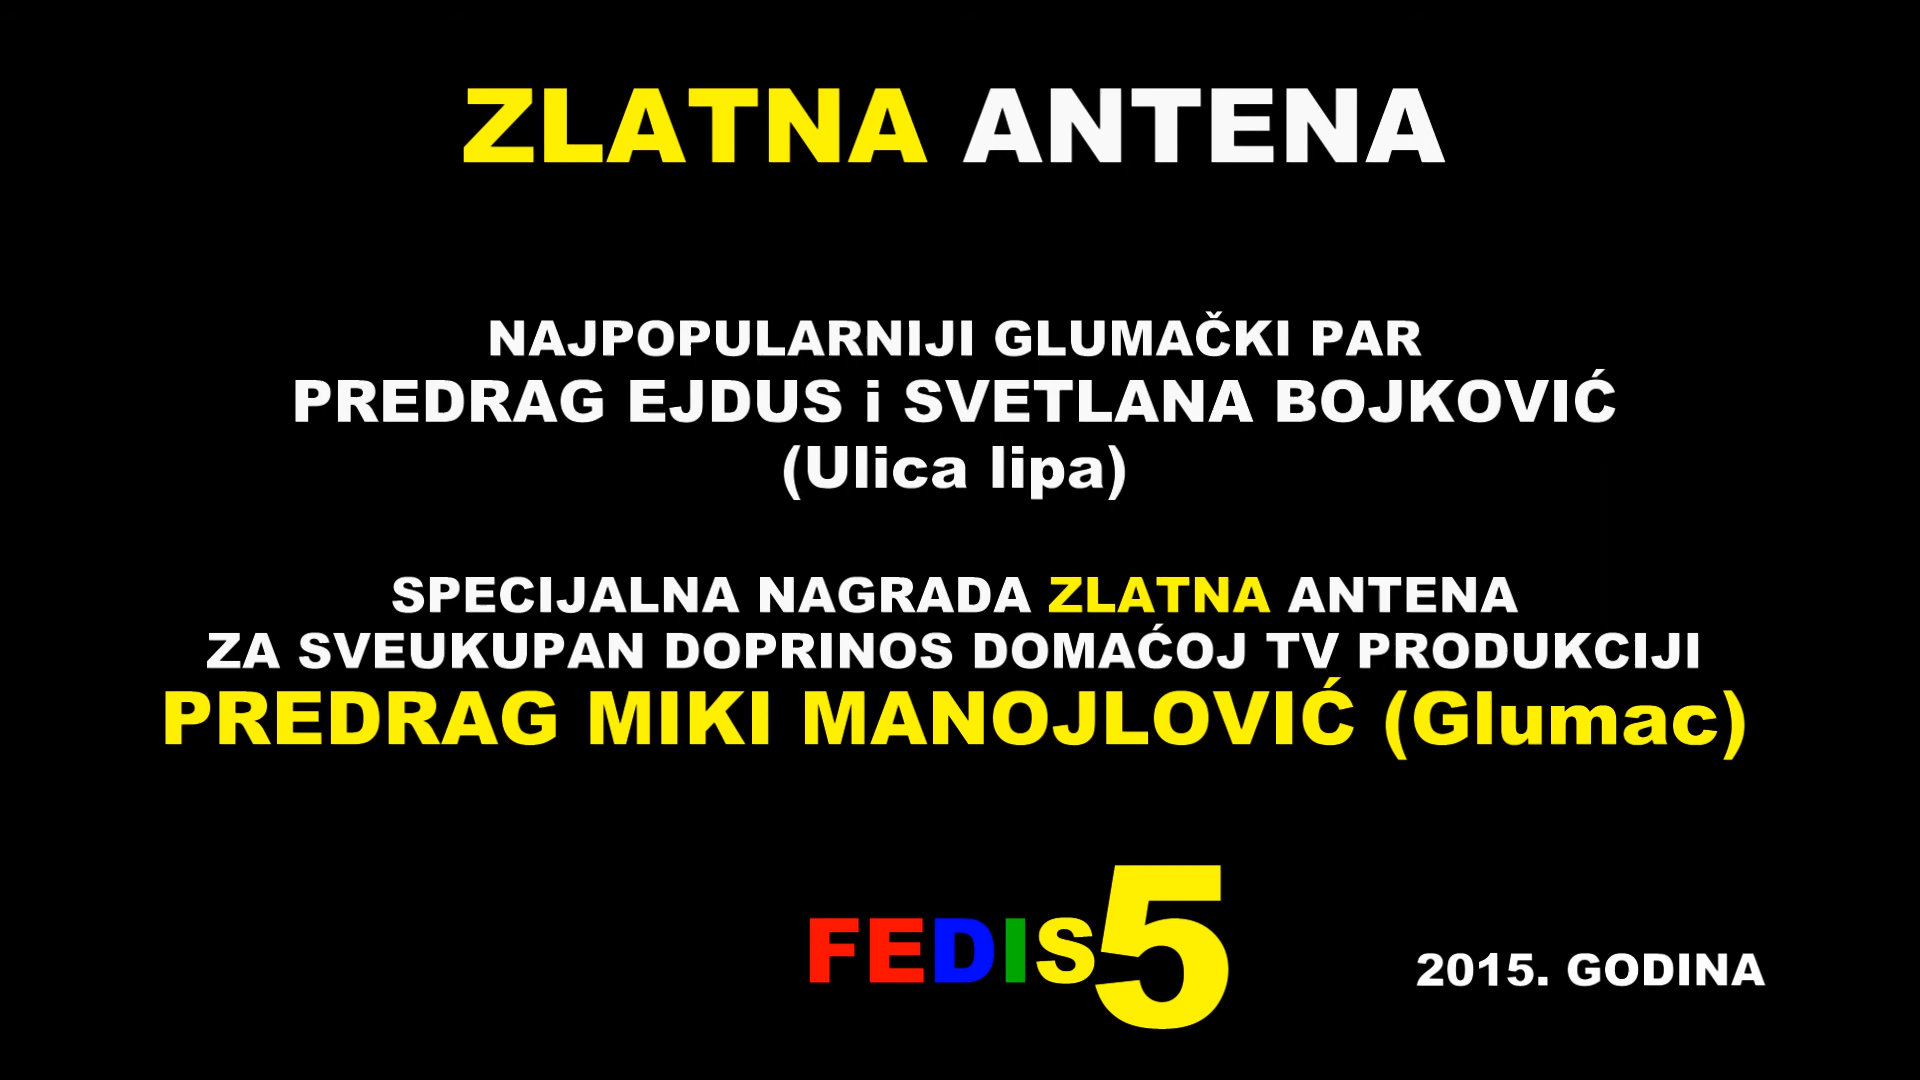 ZLATNA ANTENA
NAJPOPULARNIJI GLUMAČKI PAR
PREDRAG EJDUS i SVETLANA BOJKOVIĆ
(Ulica lipa)
SPECIJALNA NAGRADA ZLATNA ANTENA
ZA SVEUKUPAN DOPRINOS DOMAĆOJ TV PRODUKCIJI
PREDRAG MIKI MANOJLOVIĆ (Glumac)
FEDIS5
2015. GODINA